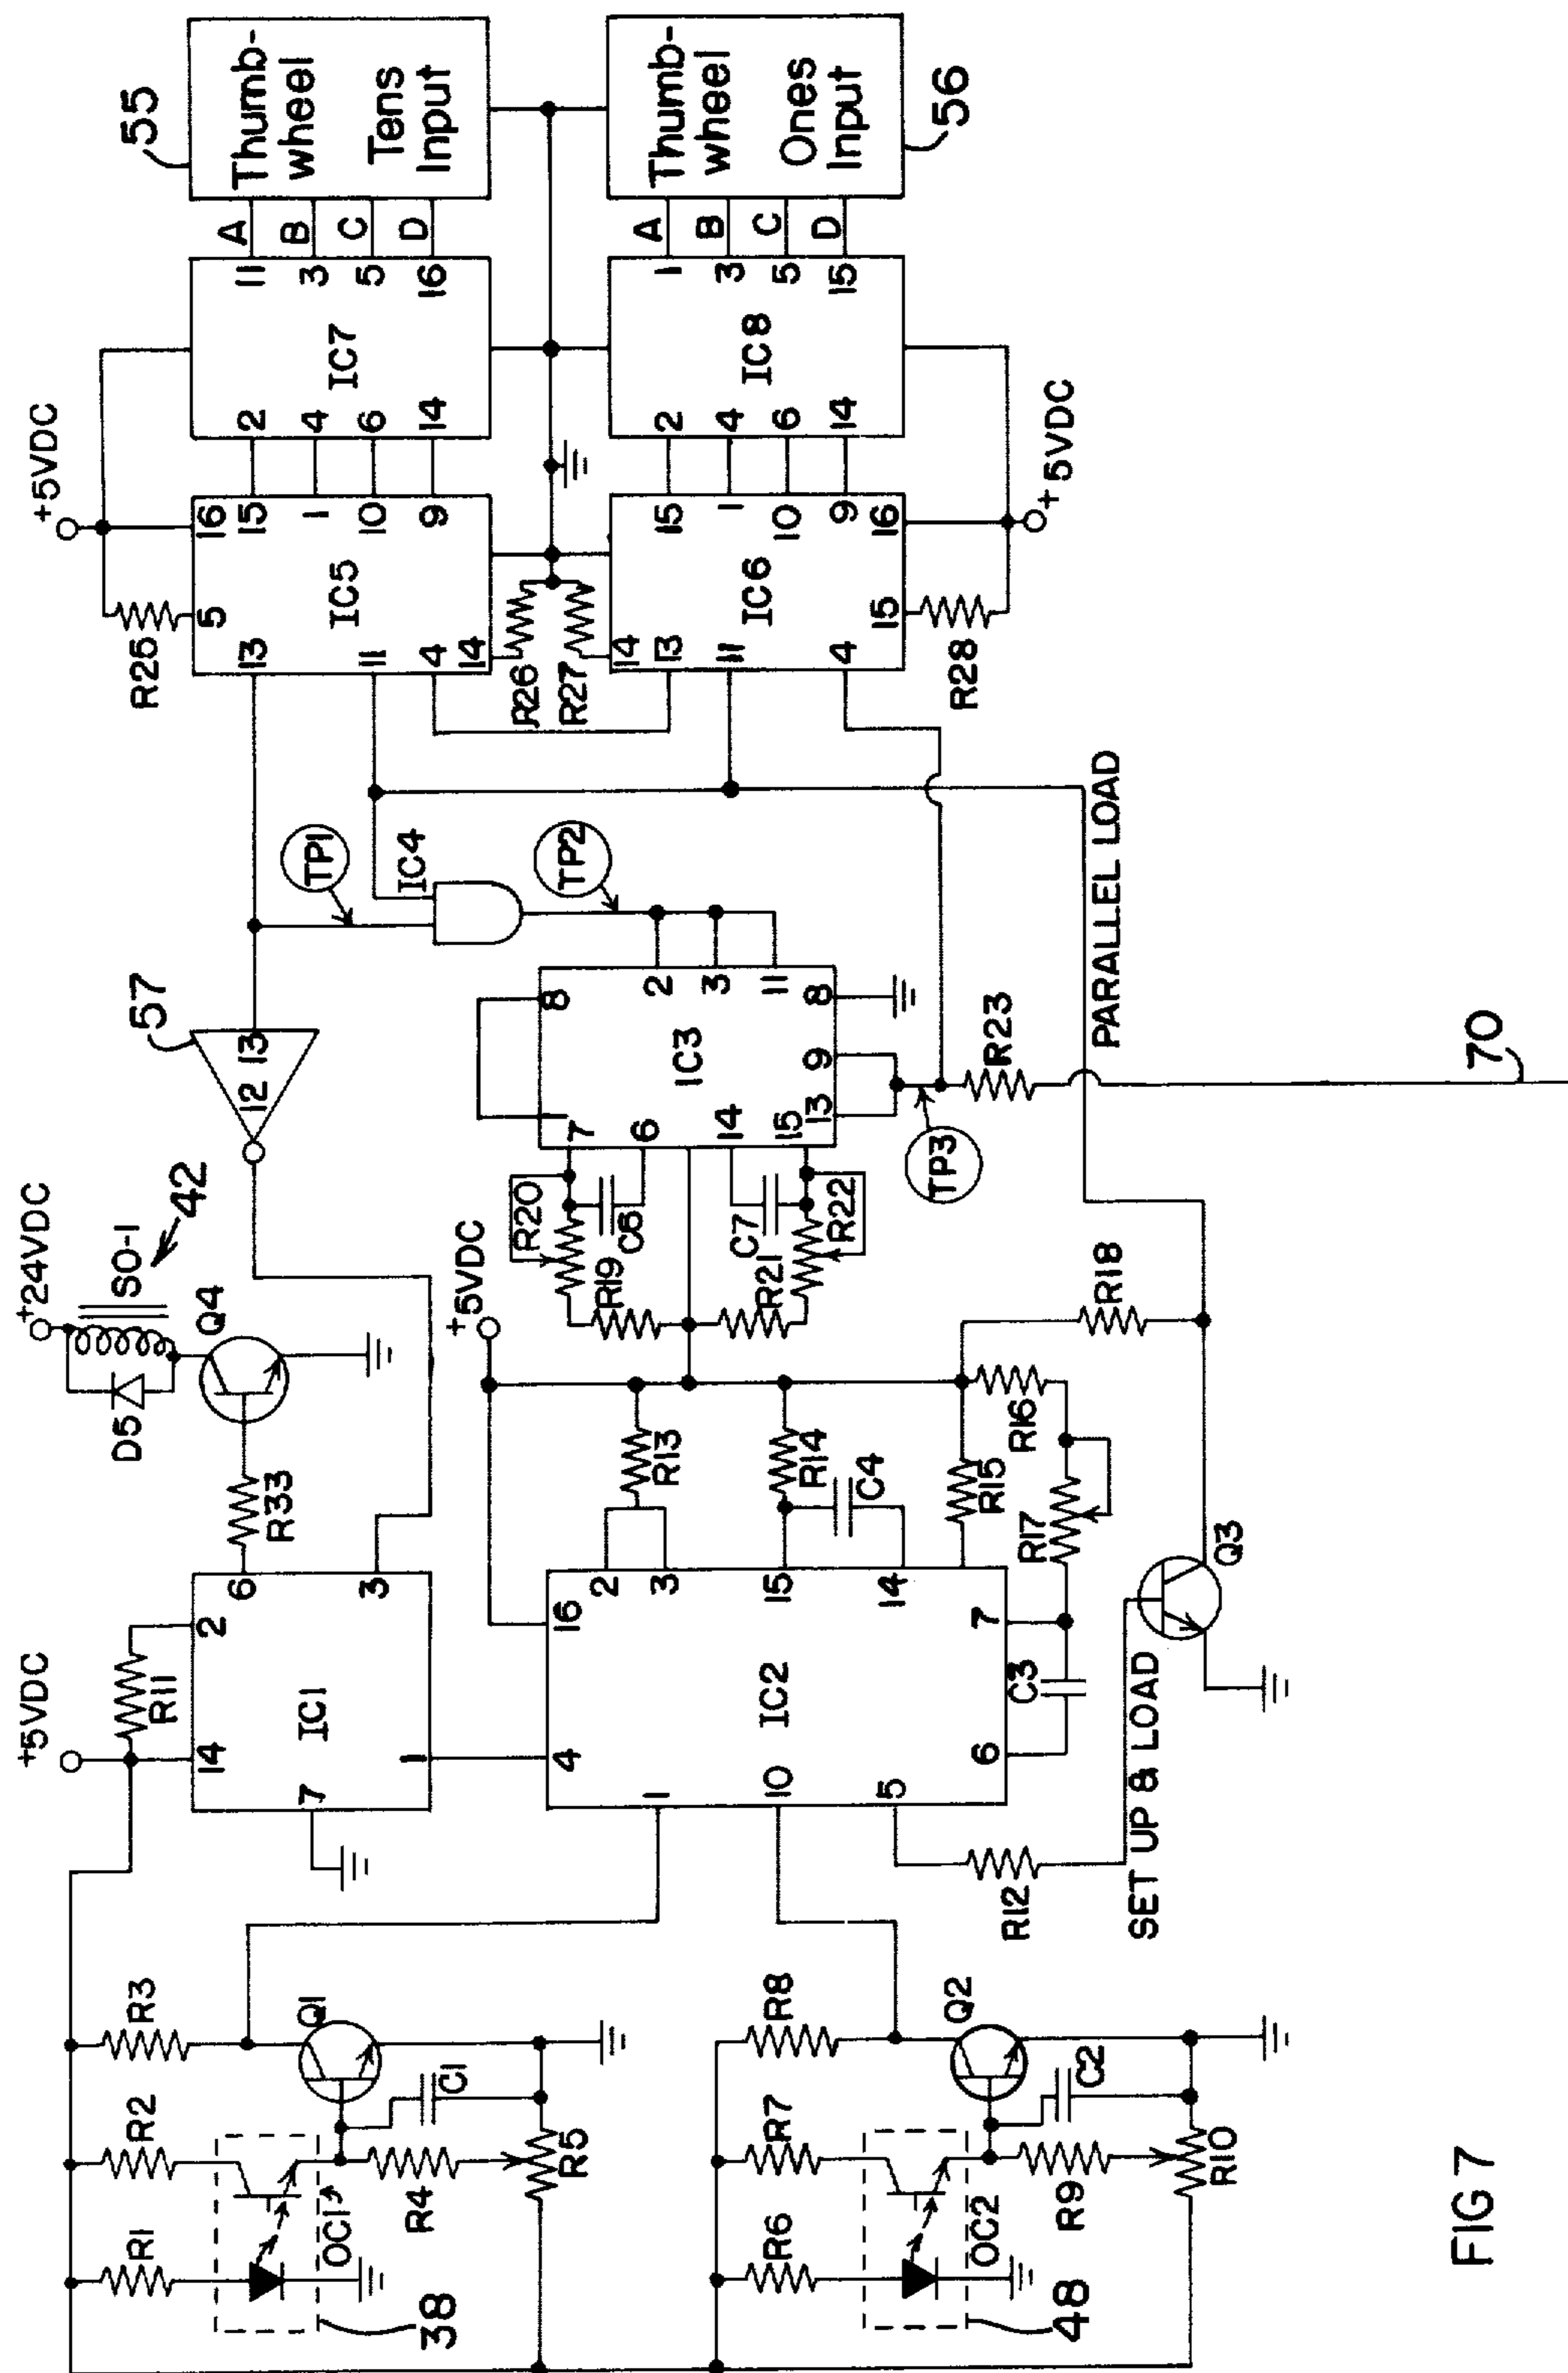 +5VDC
+24VDC
SO-1
42
D5
Q4
R33
57
12
13
+5VDC
R25
55
Thumb-
wheel
Tens
Input
A
B
C
D
11
3
5
16
IC7
2
4
6
14
16
15
1
10
9
5
IC5
13
11
4
14
R26
R27
56
Thumb-
wheel
Ones
Input
A
B
C
D
1
3
5
15
IC8
2
4
6
14
15
1
10
9
16
IC6
14
13
11
4
15
R28
+5VDC
R11
14
2
6
IC1
7
1
3
TP1
IC4
TP2
8
2
3
11
8
IC3
7
6
14
15
13
9
R20
C6
R19
C7
R22
R21
TP3
R23
PARALLEL LOAD
70
+5VDC
16
2
3
R13
15
R14
C4
14
R15
R16
R17
R18
7
C3
6
IC2
4
1
10
5
R12
SET UP & LOAD
Q3
R1
R2
R3
Q1
C1
OC1
R4
R5
38
R6
R7
R8
Q2
C2
OC2
R9
R10
48
FIG 7